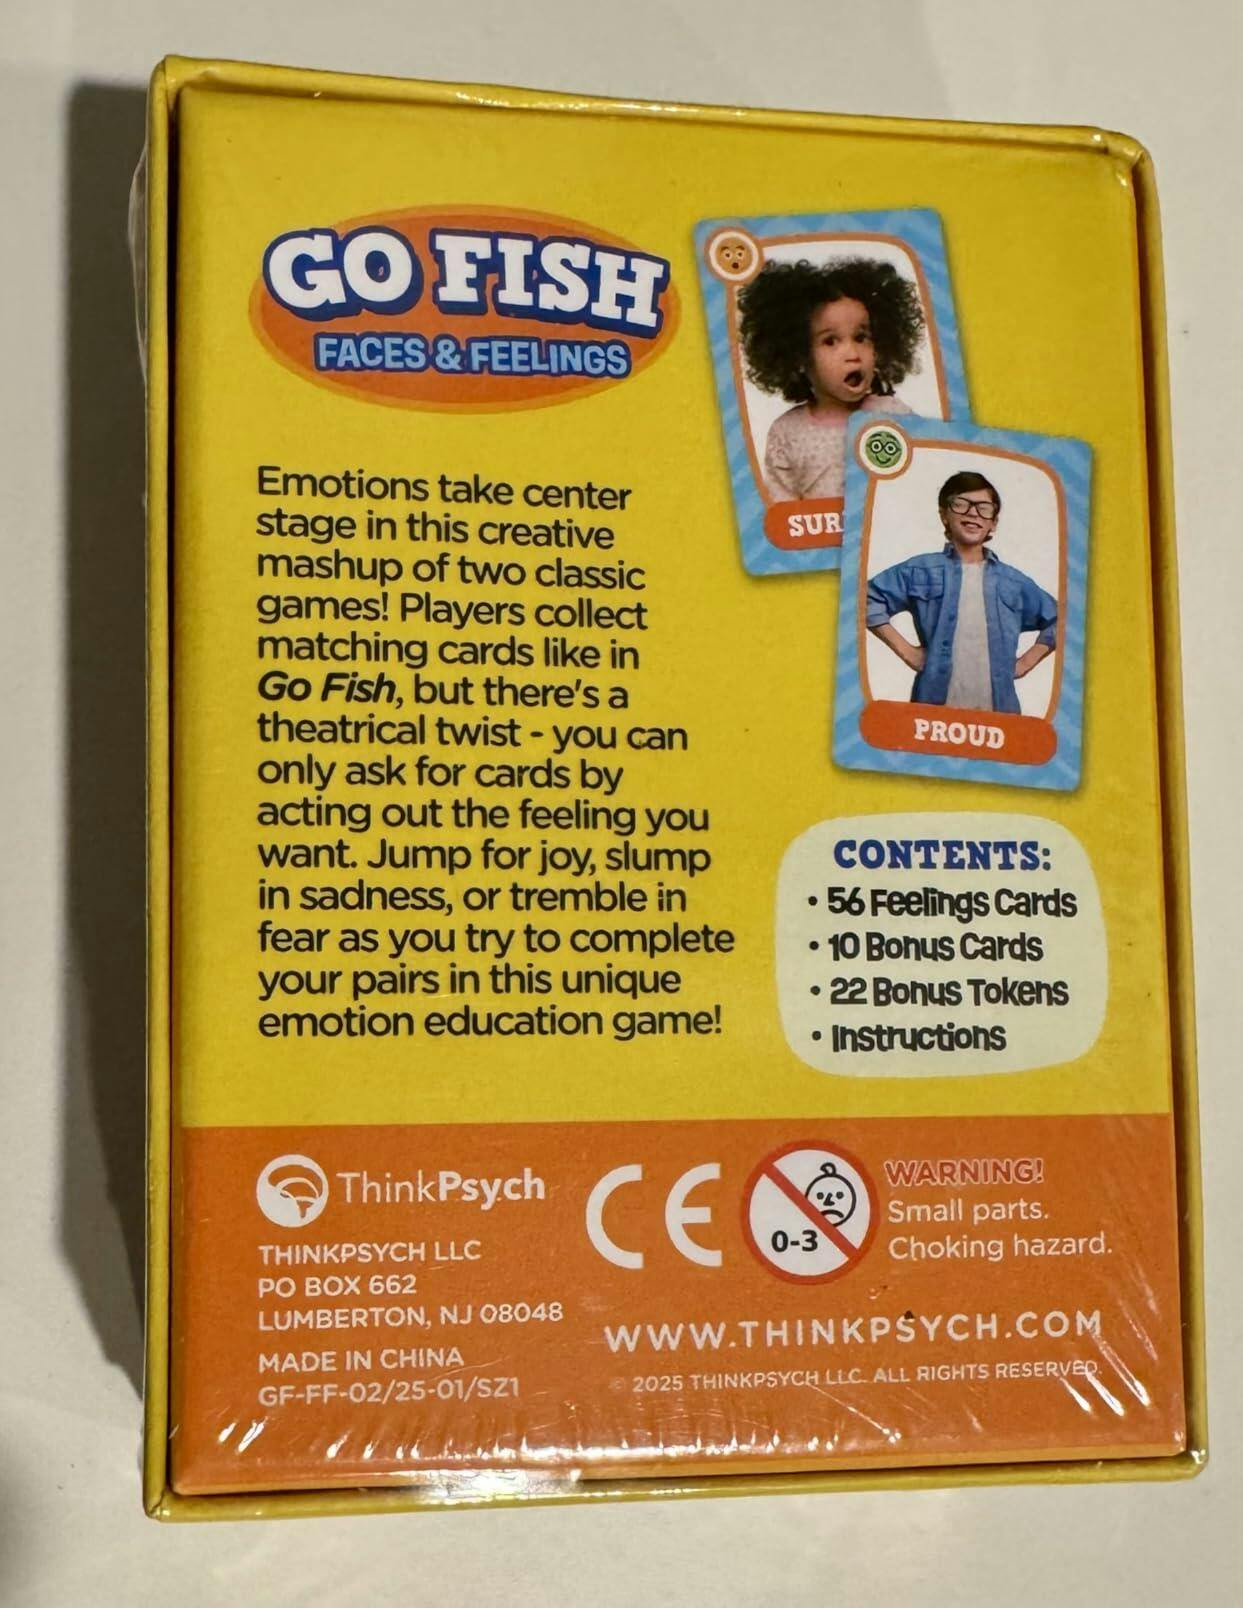 GO FISH
FACES & FEELINGS
Emotions take center
stage in this creative
mashup of two classic
games! Players collect
matching cards like in
Go Fish, but there's a
theatrical twist - you can
only ask for cards by
acting out the feeling you
want. Jump for joy, slump
in sadness, or tremble in
fear as you try to complete
your pairs in this unique
emotion education game!
SUR
PROUD
CONTENTS:
• 56 Feelings Cards
• 10 Bonus Cards
• 22 Bonus Tokens
• Instructions
ThinkPsych
THINKPSYCH LLC
PO BOX 662
LUMBERTON, NJ 08048
MADE IN CHINA
GF-FF-02/25-01/SZ1
CE
0-3
WARNING!
Small parts.
Choking hazard.
WWW.THINKPSYCH.COM
© 2025 THINKPSYCH LLC. ALL RIGHTS RESERVED.